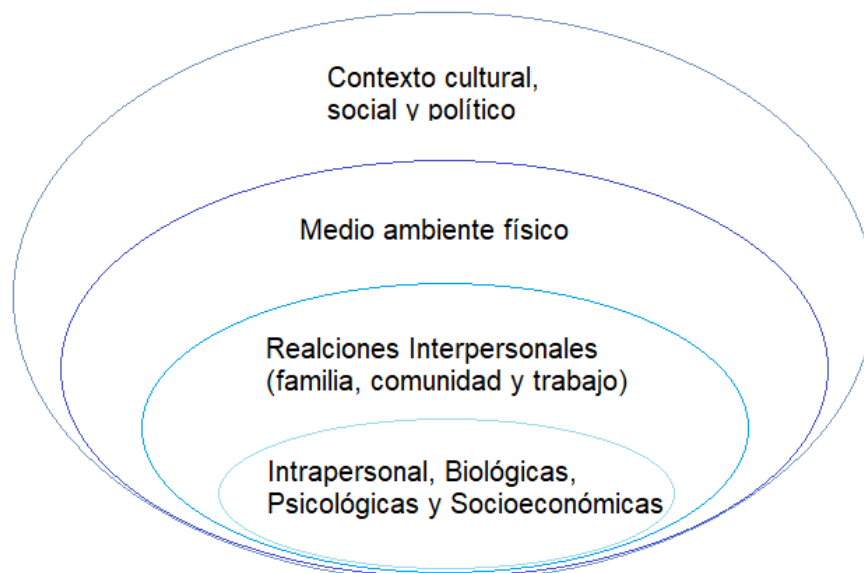 Contexto cultural,
social y político
Medio ambiente físico
Realciones Interpersonales
(familia, comunidad y trabajo)
Intrapersonal, Biológicas,
Psicológicas y Socioeconómicas